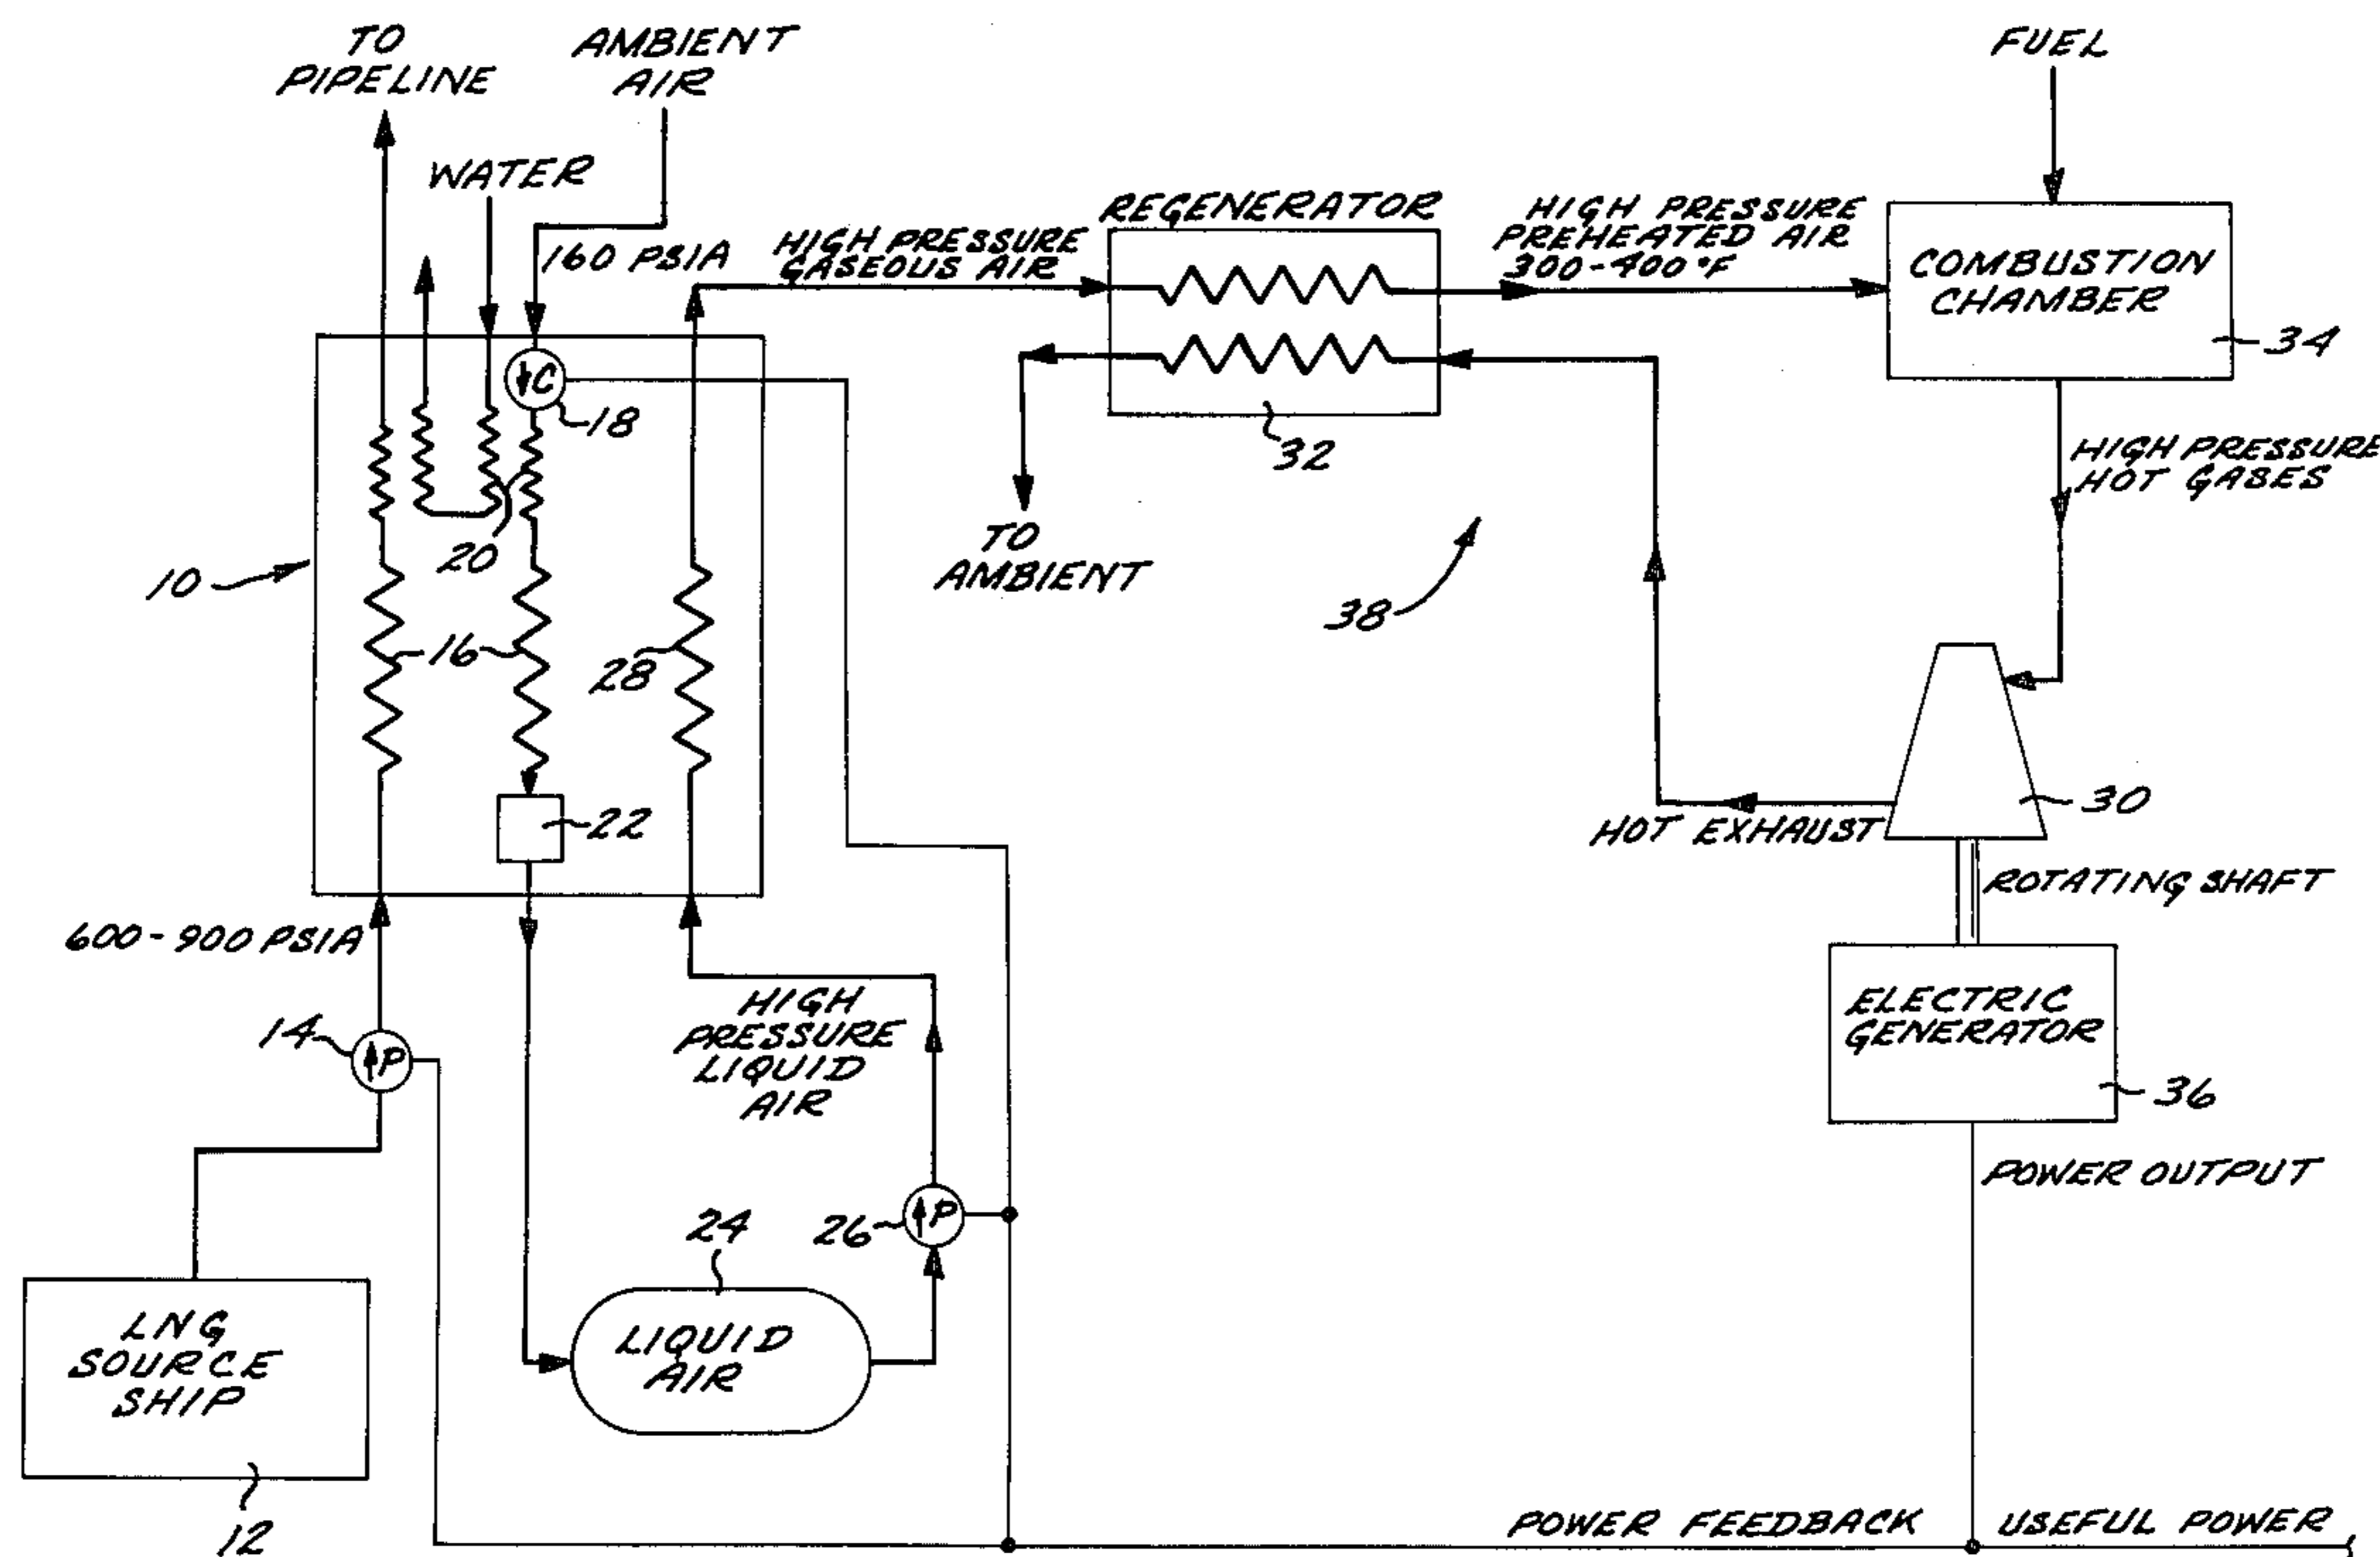 TO
PIPELINE
AMBIENT
AIR
FUEL
WATER
160 PSIA
HIGH PRESSURE
GASEOUS AIR
REGENERATOR
HIGH PRESSURE
PREHEATED AIR
300-400°F
COMBUSTION
CHAMBER
34
C
18
32
HIGH PRESSURE
HOT GASES
TO
AMBIENT
20
10
16
28
38
22
30
HOT EXHAUST
ROTATING SHAFT
600-900 PSIA
HIGH
PRESSURE
LIQUID
AIR
14
P
ELECTRIC
GENERATOR
36
POWER OUTPUT
24
26
P
LIQUID
AIR
LNG
SOURCE
SHIP
12
POWER FEEDBACK
USEFUL POWER